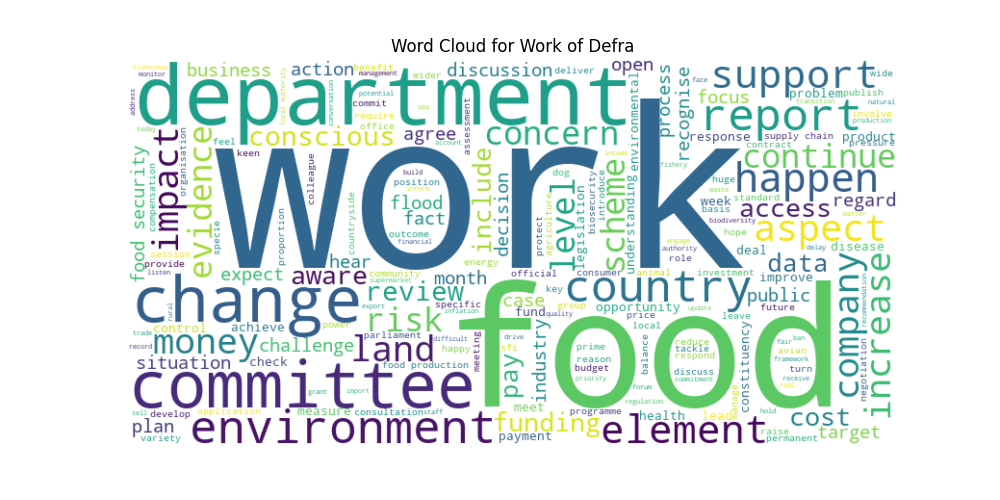 Word Cloud for Work of Defra
fisherman
management
benefit
business
action
wider
discussion
deliver
open
support
wide
monitor
department
potential
commit
process
face
problem
publish
address
local authority
conversation
require
focus
transition
natural
today
conscious
office
agree
assessment
concern
environmental
recognise
report
involve
feel
account
response
supply chain
product
impact
evidence
organisation
keen
work
income
contract
pressure
food security
compensation
colleague
build
position
include
dog
fishery
continue
production
flood
fact
decision
level
biosecurity
introduce
scheme
understanding
huge
happen
waste
week
standard
access
regard
specie
proportion
countryside
inform
outcome
financial
protect
agriculture
legislation
basis
biodiversity
aspect
matter
session
hear
energy
engage
hope
deal
delay
disease
provide
listen
expect
aware
community
month
official
consumer
animal
authority
role
investment
data
improve
supermarket
specific
key
country
opportunity
public
company
recommendation
rural
change
export
review
case
group
update
leave
future
increase
inflation
fund
quality
price
trade
control
achieve
power
risk
parliament
difficult
drive
local
record
money
challenge
happy
meeting
sfi
prime
reduce
tackle
fair
ban
avian
framework
negotiation
situation
check
land
food production
industry
reason
respond
balance
constituency
turn
committee
grant
import
pay
budget
priority
discuss
commitment
food
receive
real
sell
develop
application
measure
consultation
staff
meet
forum
regulation
programme
health
lead
manage
hold
cost
plan
environment
funding
element
raise
target
variety
payment
permanent
sea